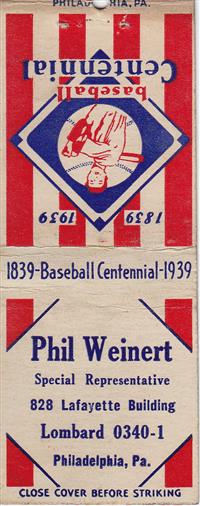 PHILADELPHIA, PA.
Baseball
Centennial
1839 1939
1839-Baseball Centennial-1939
Phil Weinert
Special Representative
828 Lafayette Building
Lombard 0340-1
Philadelphia, Pa.
CLOSE COVER BEFORE STRIKING